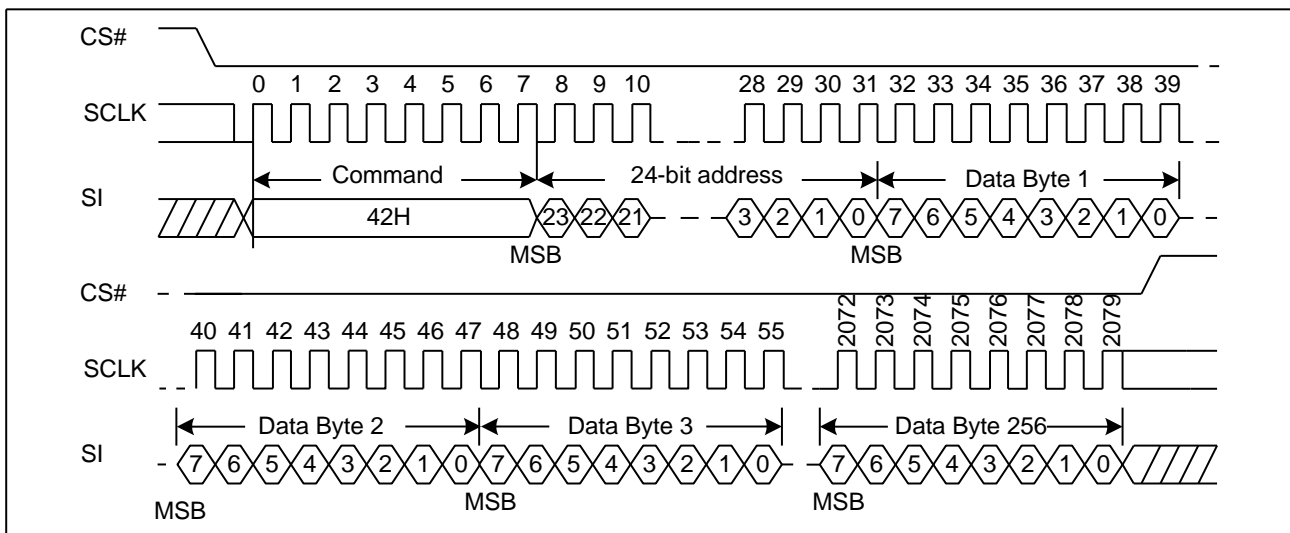 CS#
0 1 2 3 4 5 6 7 8 9 10 28 29 30 31 32 33 34 35 36 37 38 39
SCLK
Command 24-bit address Data Byte 1
SI
42H 23 22 21 3 2 1 0 7 6 5 4 3 2 1 0
MSB MSB
CS#
40 41 42 43 44 45 46 47 48 49 50 51 52 53 54 55 2072 2073 2074 2075 2076 2077 2078 2079
SCLK
Data Byte 2 Data Byte 3 Data Byte 256
SI
7 6 5 4 3 2 1 0 7 6 5 4 3 2 1 0 7 6 5 4 3 2 1 0
MSB MSB MSB